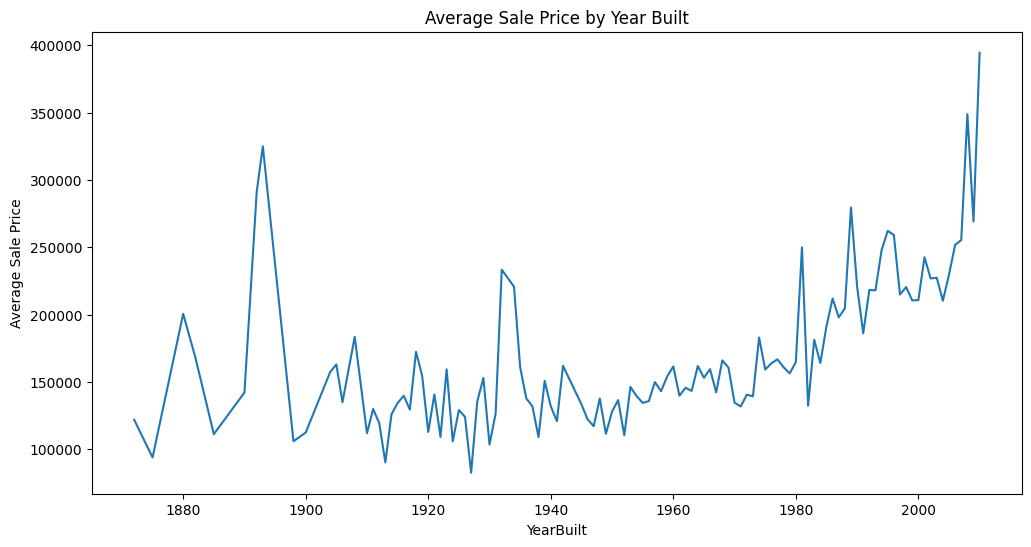 Average Sale Price by Year Built
Average Sale Price
400000
350000
300000
250000
200000
150000
100000
1880 1900 1920 1940 1960 1980 2000
YearBuilt